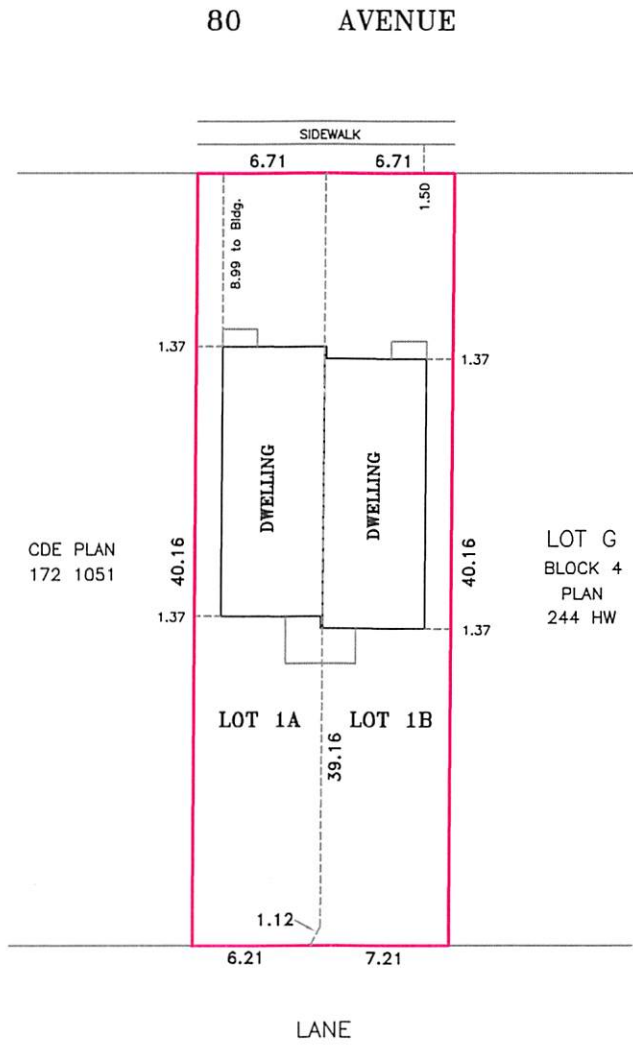 80 AVENUE
SIDEWALK
6.71 6.71
8.99 to Bldg.
1.50
1.37
1.37
DWELLING
DWELLING
CDE PLAN
172 1051
40.16
40.16
LOT G
BLOCK 4
PLAN
244 HW
1.37
1.37
LOT 1A LOT 1B
39.16
1.12
6.21 7.21
LANE